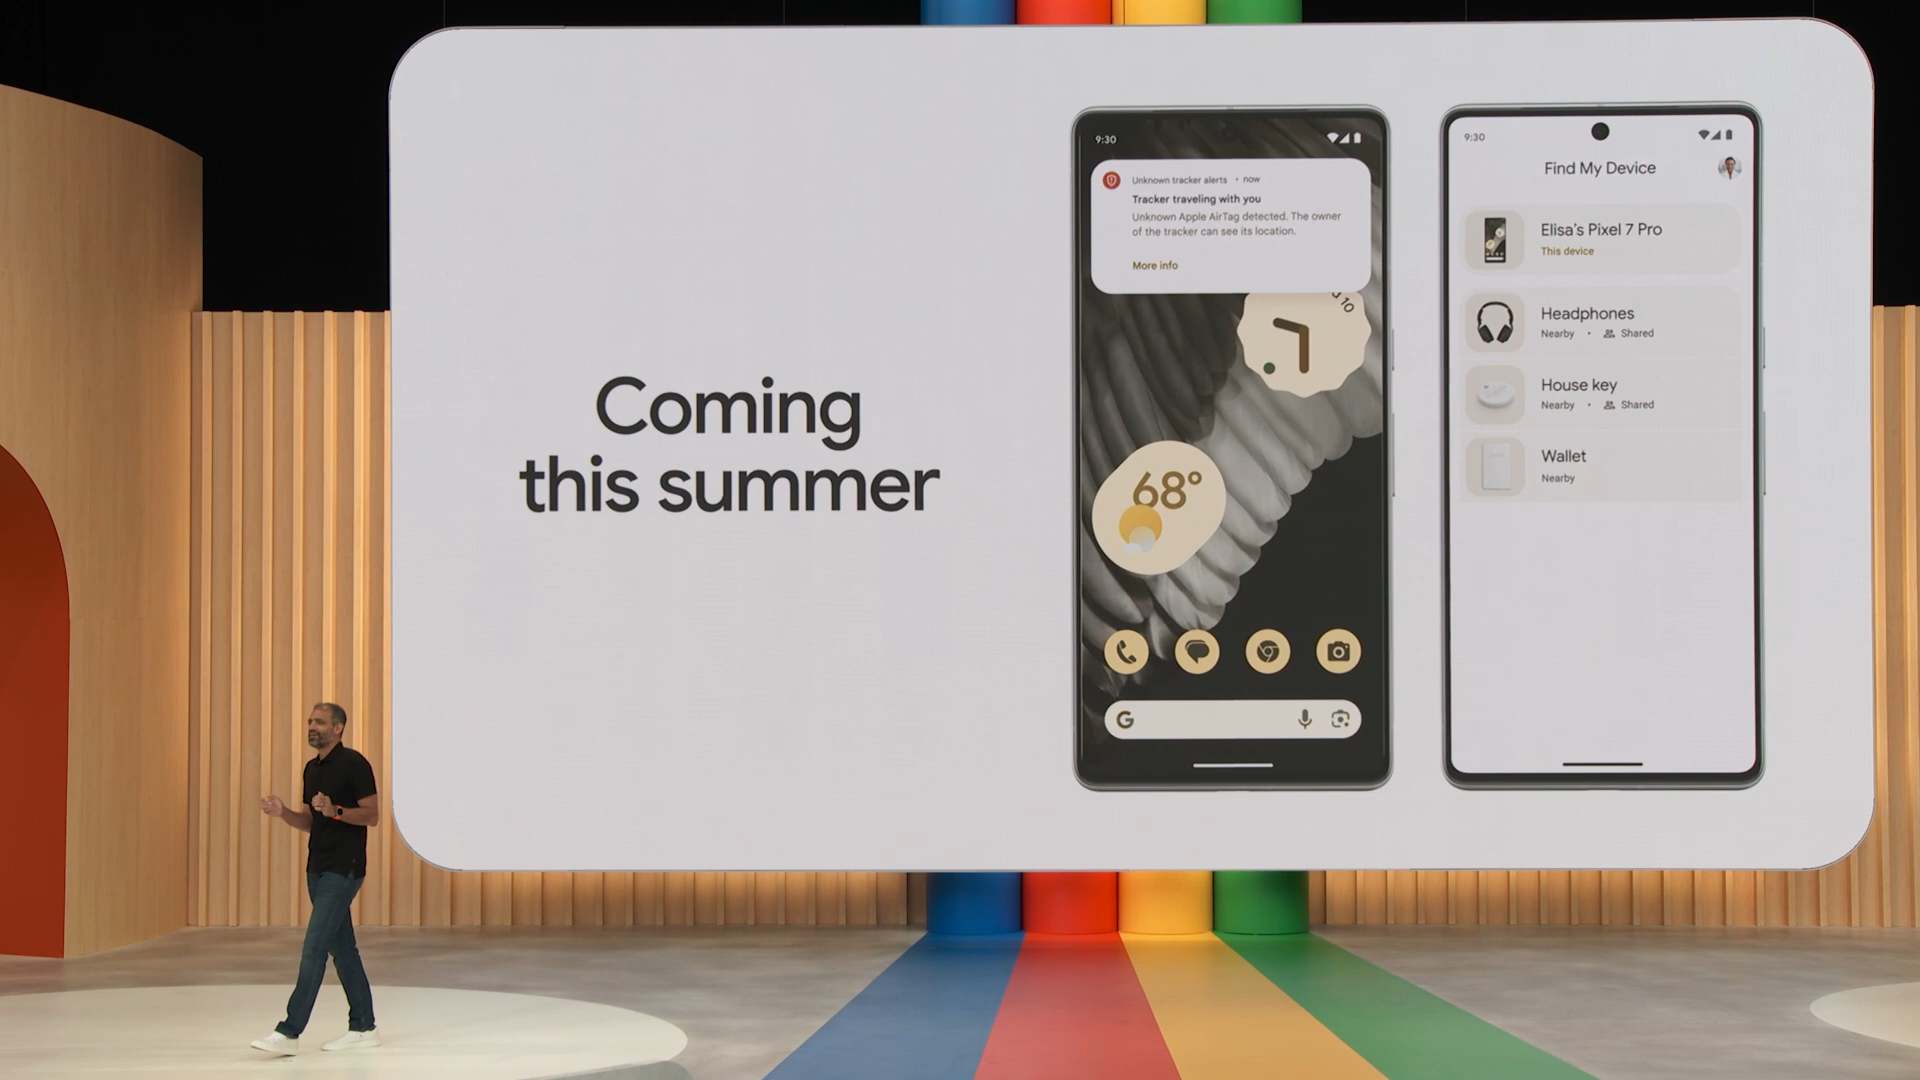 Coming
this summer
9:30
Unknown tracker alerts • now
Tracker traveling with you
Unknown Apple AirTag detected. The owner
of the tracker can see its location.
More info
10
68°
G
9:30
Find My Device
Elisa's Pixel 7 Pro
This device
Headphones
Nearby • Shared
House key
Nearby • Shared
Wallet
Nearby